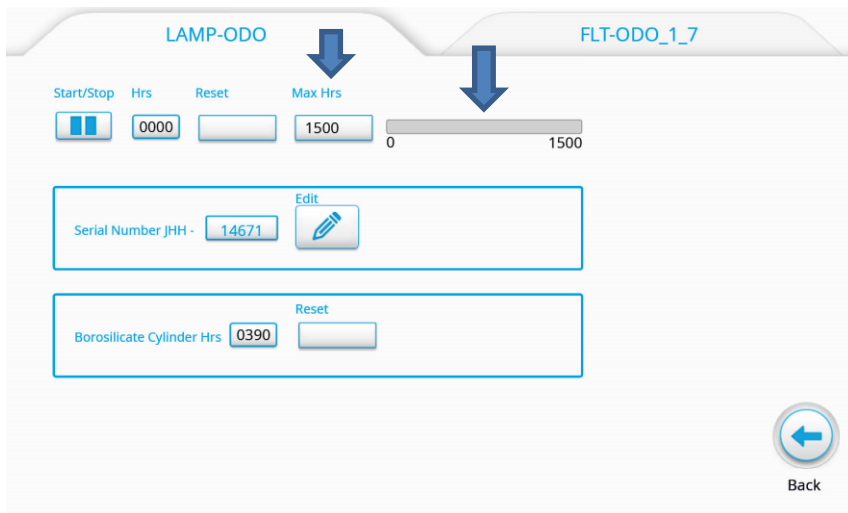 LAMP-ODO
FLT-ODO_1_7
Start/Stop Hrs Reset Max Hrs
0000 1500
0 1500
Edit
Serial Number JHH - 14671
Reset
Borosilicate Cylinder Hrs 0390
Back